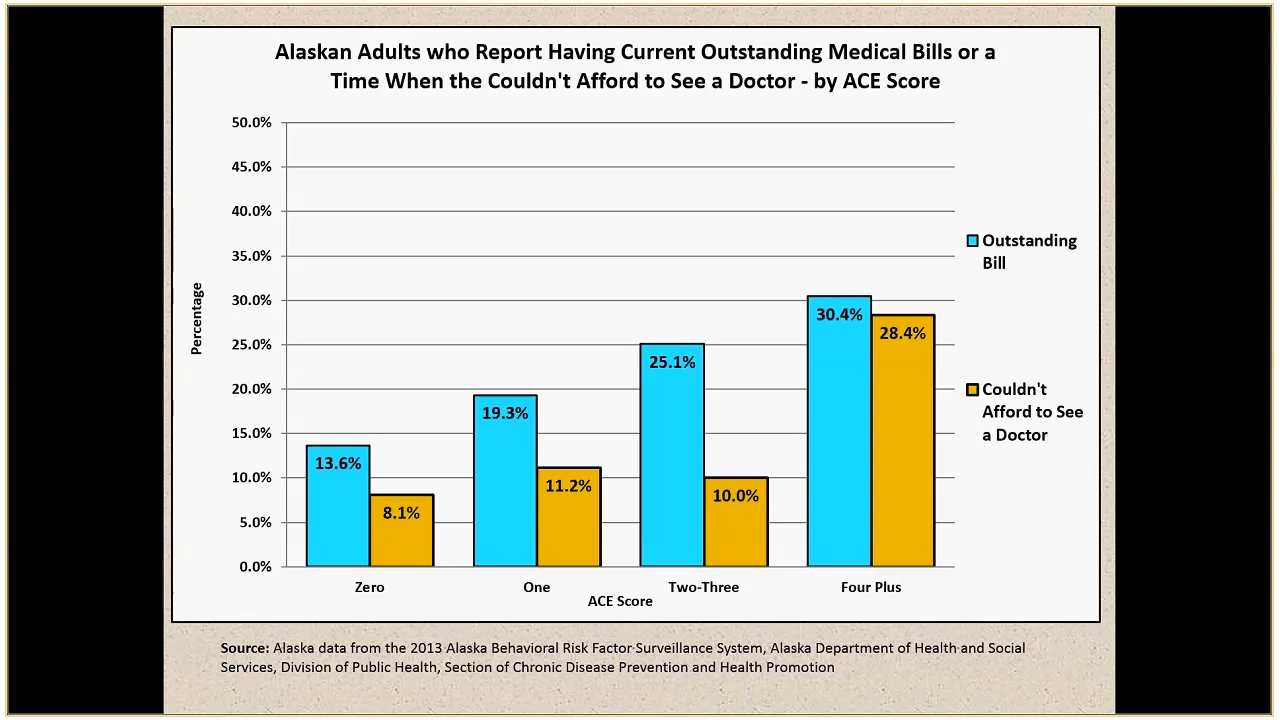 Alaskan Adults who Report Having Current Outstanding Medical Bills or a
Time When the Couldn't Afford to See a Doctor - by ACE Score
50.0%
45.0%
40.0%
35.0%
30.0%
25.0%
20.0%
15.0%
10.0%
5.0%
0.0%
Percentage
13.6%
8.1%
19.3%
11.2%
25.1%
10.0%
30.4%
28.4%
Zero
One
Two-Three
Four Plus
ACE Score
Outstanding
Bill
Couldn't
Afford to See
a Doctor
Source: Alaska data from the 2013 Alaska Behavioral Risk Factor Surveillance System, Alaska Department of Health and Social
Services, Division of Public Health, Section of Chronic Disease Prevention and Health Promotion